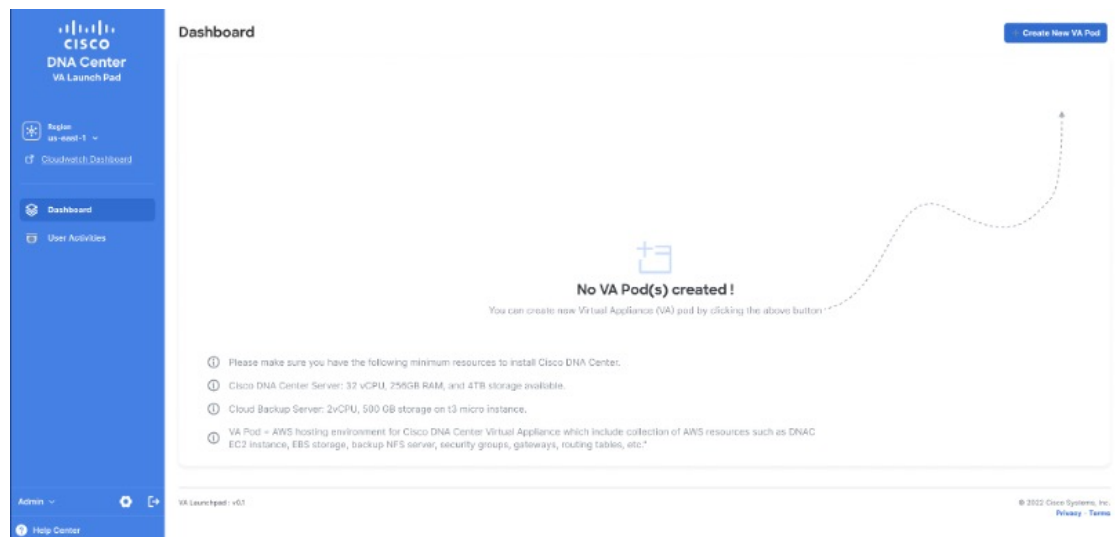 CISCO
DNA Center
VA Launch Pad
Region
us-east-1
Cloudwatch Dashboard
Dashboard
User Activities
Admin
Help Center
Dashboard
+ Create New VA Pod
No VA Pod(s) created !
You can create new Virtual Appliance (VA) pod by clicking the above button
Please make sure you have the following minimum resources to install Cisco DNA Center.
Cisco DNA Center Server: 32 vCPU, 256GB RAM, and 4TB storage available.
Cloud Backup Server: 2vCPU, 500 GB storage on t3 micro instance.
VA Pod = AWS hosting environment for Cisco DNA Center Virtual Appliance which include collection of AWS resources such as DNAC
EC2 instance, EBS storage, backup NFS server, security groups, gateways, routing tables, etc."
VA Launchpad : v0.1
© 2022 Cisco Systems, Inc.
Privacy - Terms